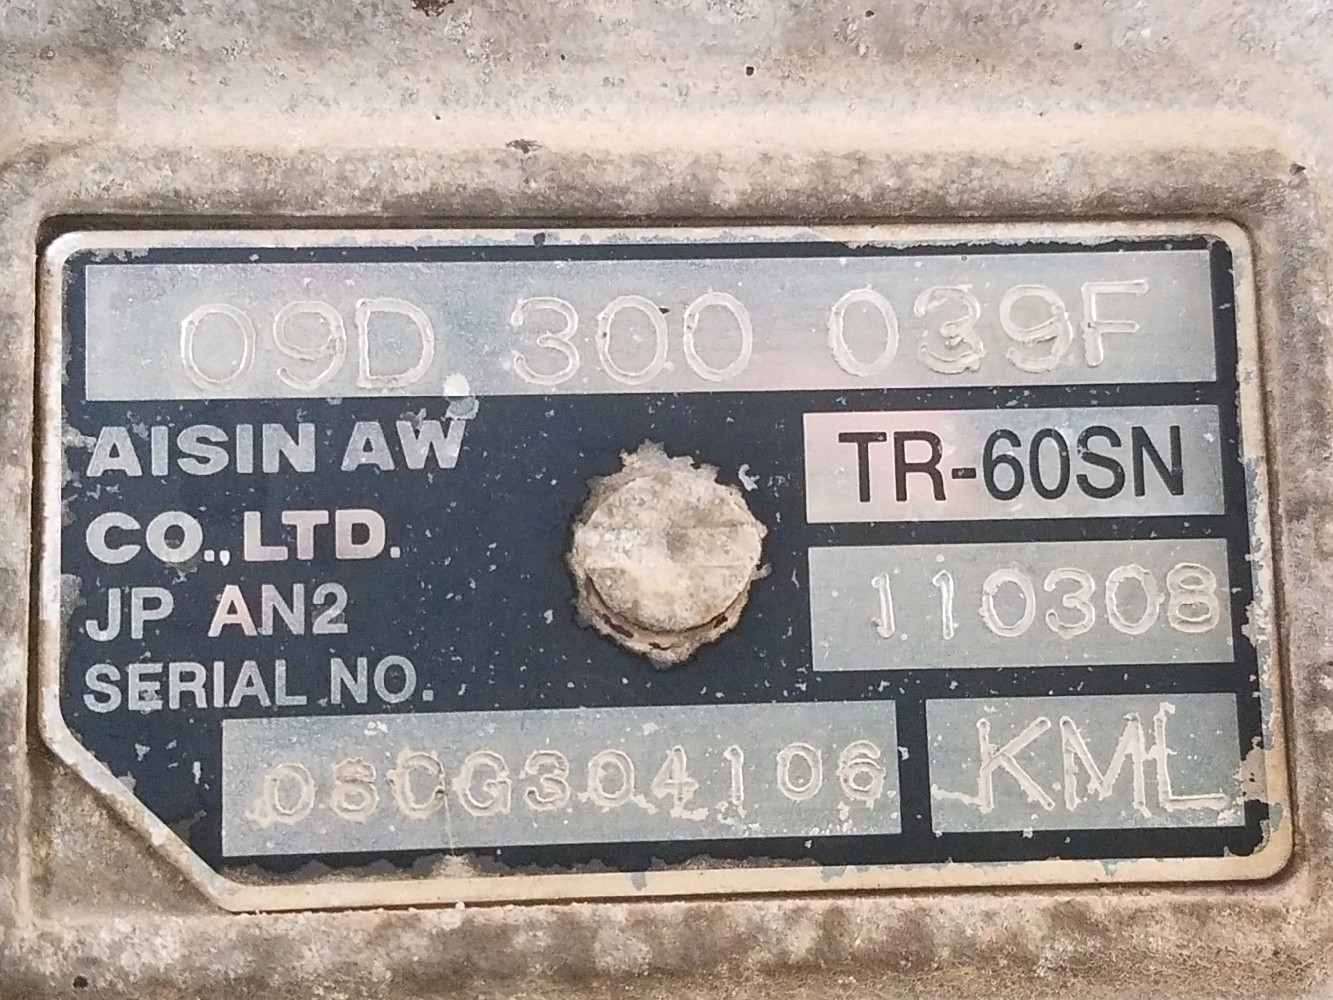 09D 300 039F
AISIN AW
CO., LTD.
TR-60SN
JP AN2
110308
SERIAL NO.
08CG304106
KML